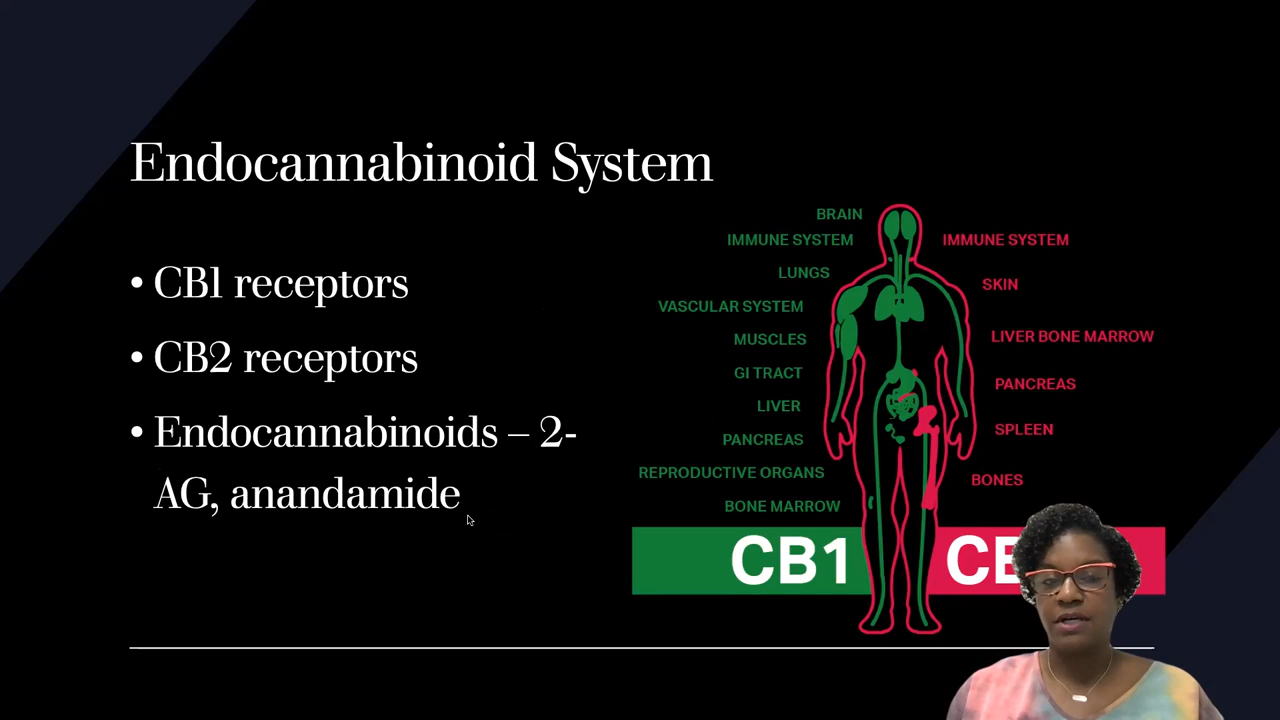 Endocannabinoid System
• CB1 receptors
• CB2 receptors
• Endocannabinoids – 2-
AG, anandamide
BRAIN
IMMUNE SYSTEM
LUNGS
VASCULAR SYSTEM
MUSCLES
GI TRACT
LIVER
PANCREAS
REPRODUCTIVE ORGANS
BONE MARROW
CB1
IMMUNE SYSTEM
SKIN
LIVER BONE MARROW
PANCREAS
SPLEEN
BONES